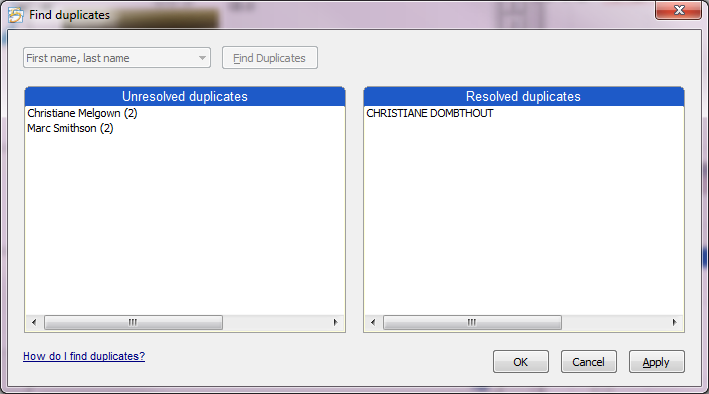 Find duplicates
First name, last name
Find Duplicates
Unresolved duplicates
Resolved duplicates
Christiane Melgown (2)
Marc Smithson (2)
CHRISTIANE DOMBTHOUT
How do I find duplicates?
OK
Cancel
Apply